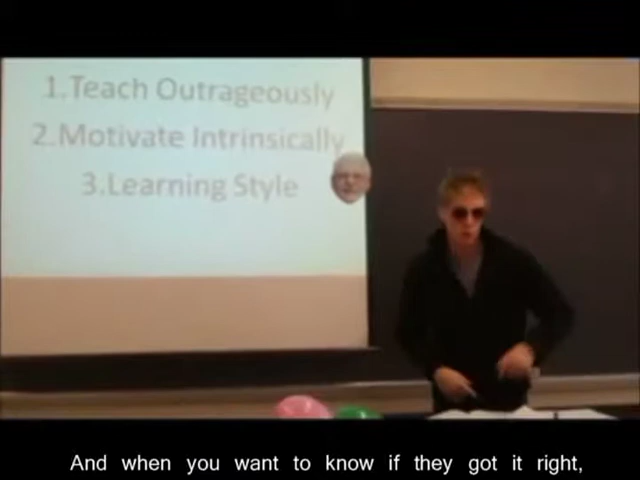 1.Teach Outrageously
2.Motivate Intrinsically
3.Learning Style
And when you want to know if they got it right,